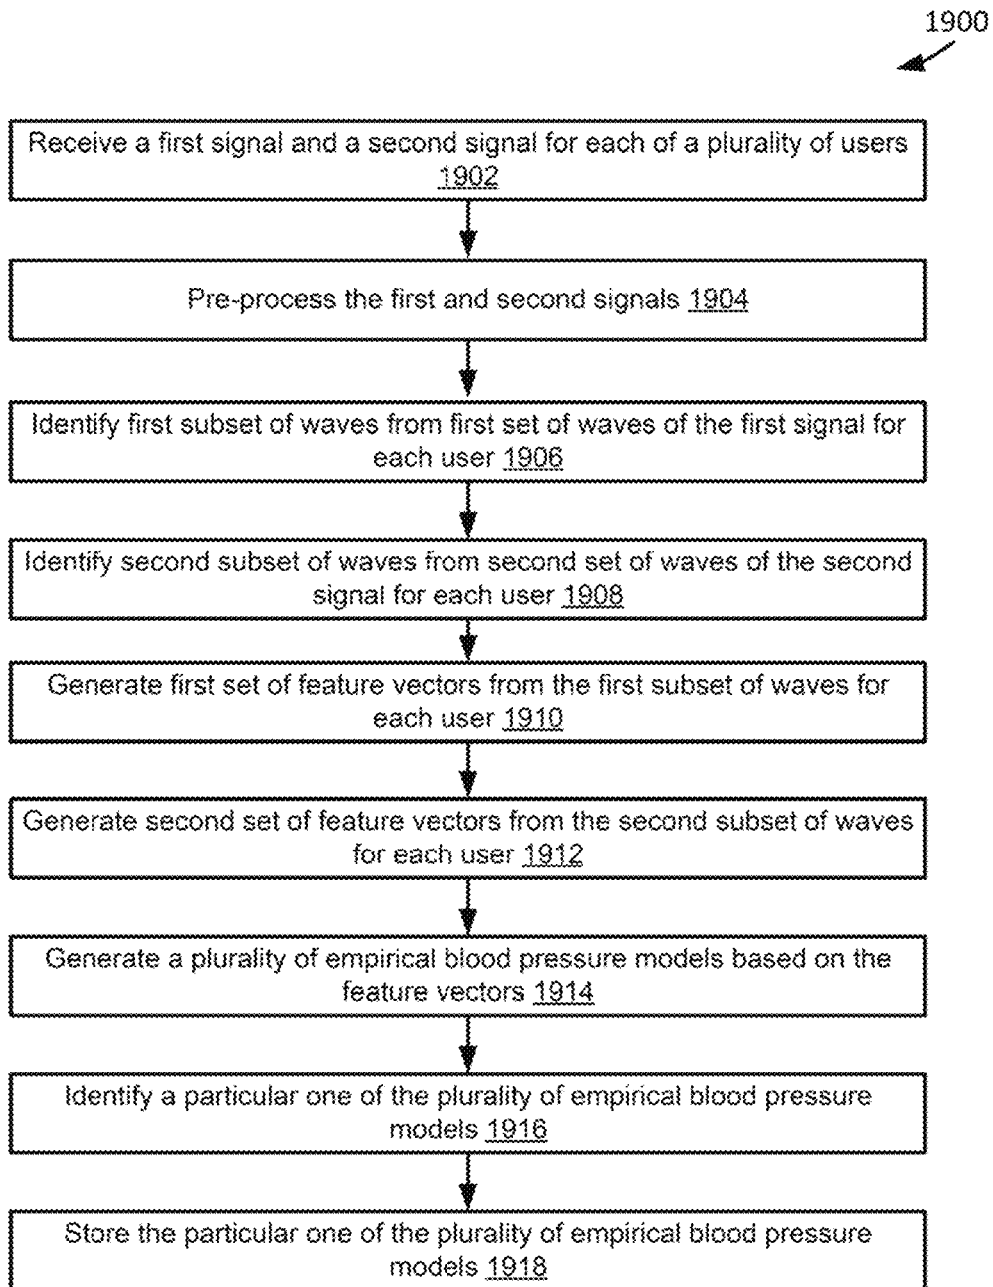 1900
Receive a first signal and a second signal for each of a plurality of users
1902
Pre-process the first and second signals 1904
Identify first subset of waves from first set of waves of the first signal for
each user 1906
Identify second subset of waves from second set of waves of the second
signal for each user 1908
Generate first set of feature vectors from the first subset of waves for
each user 1910
Generate second set of feature vectors from the second subset of waves
for each user 1912
Generate a plurality of empirical blood pressure models based on the
feature vectors 1914
Identify a particular one of the plurality of empirical blood pressure
models 1916
Store the particular one of the plurality of empirical blood pressure
models 1918